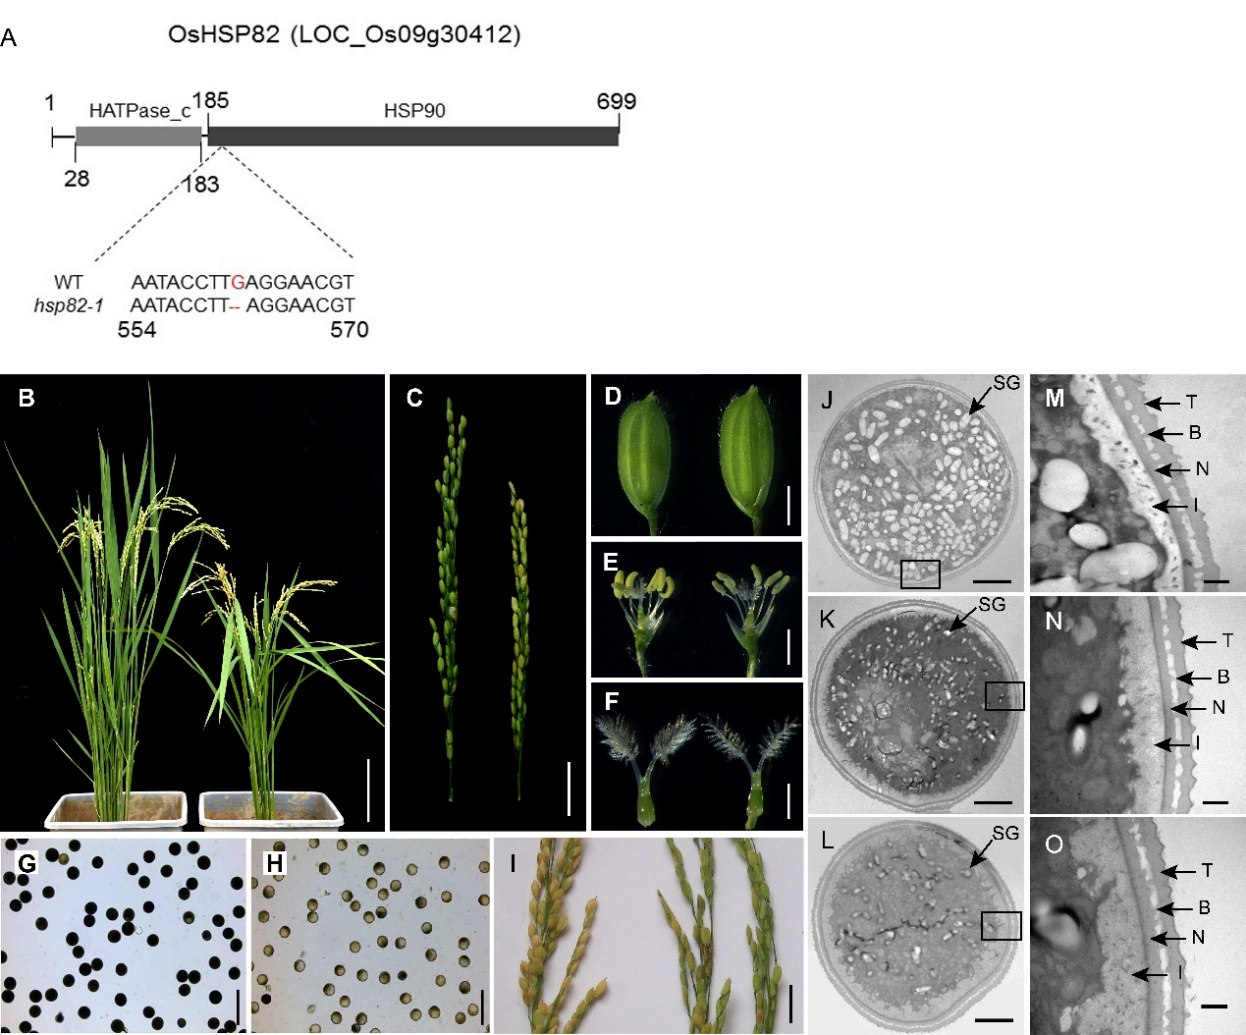 A
OsHSP82 (LOC_Os09g30412)
1 HATPase_c 185 HSP90 699
28 183
WT AATACCTTGAGGAACGT
hsp82-1 AATACCTT-- AGGAACGT
554 570
B
C
D
E
F
G
H
I
J SG
K SG
L SG
M T
B
N
I
N T
B
N
I
O T
B
N
I